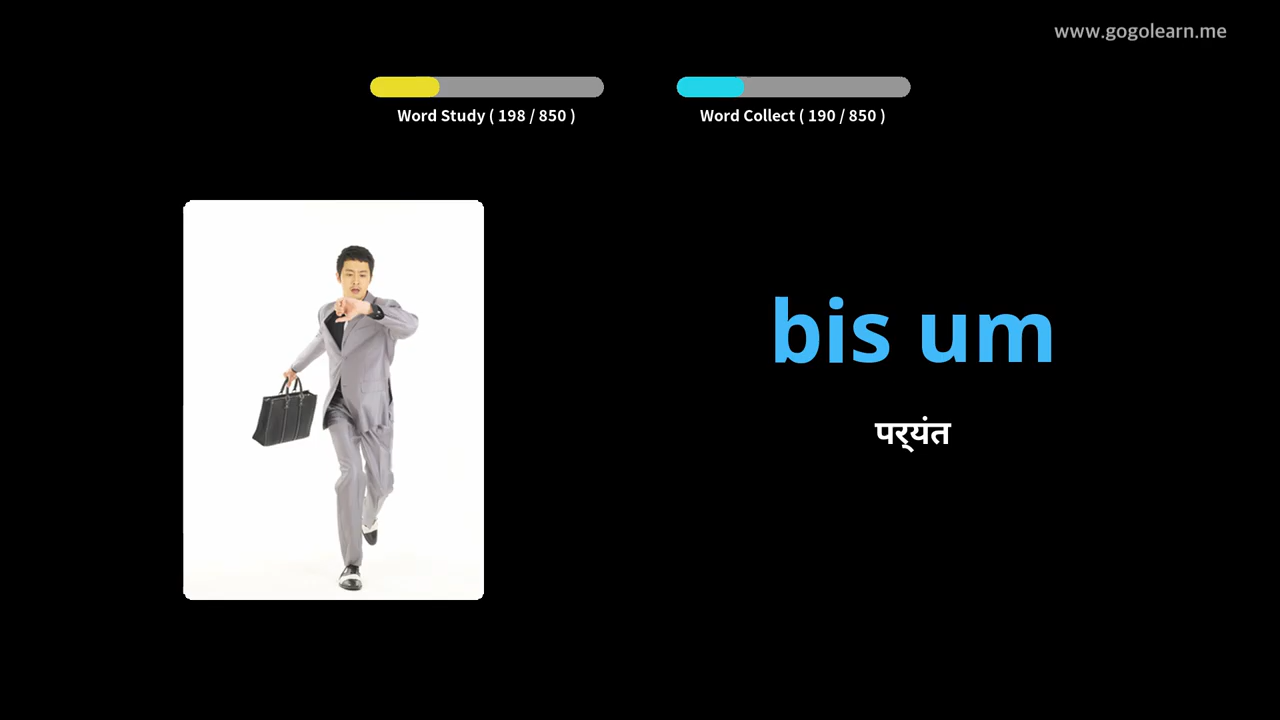 www.gogolearn.me
Word Study ( 198 / 850 )
Word Collect ( 190 / 850 )
bis um
पर्‍यंत